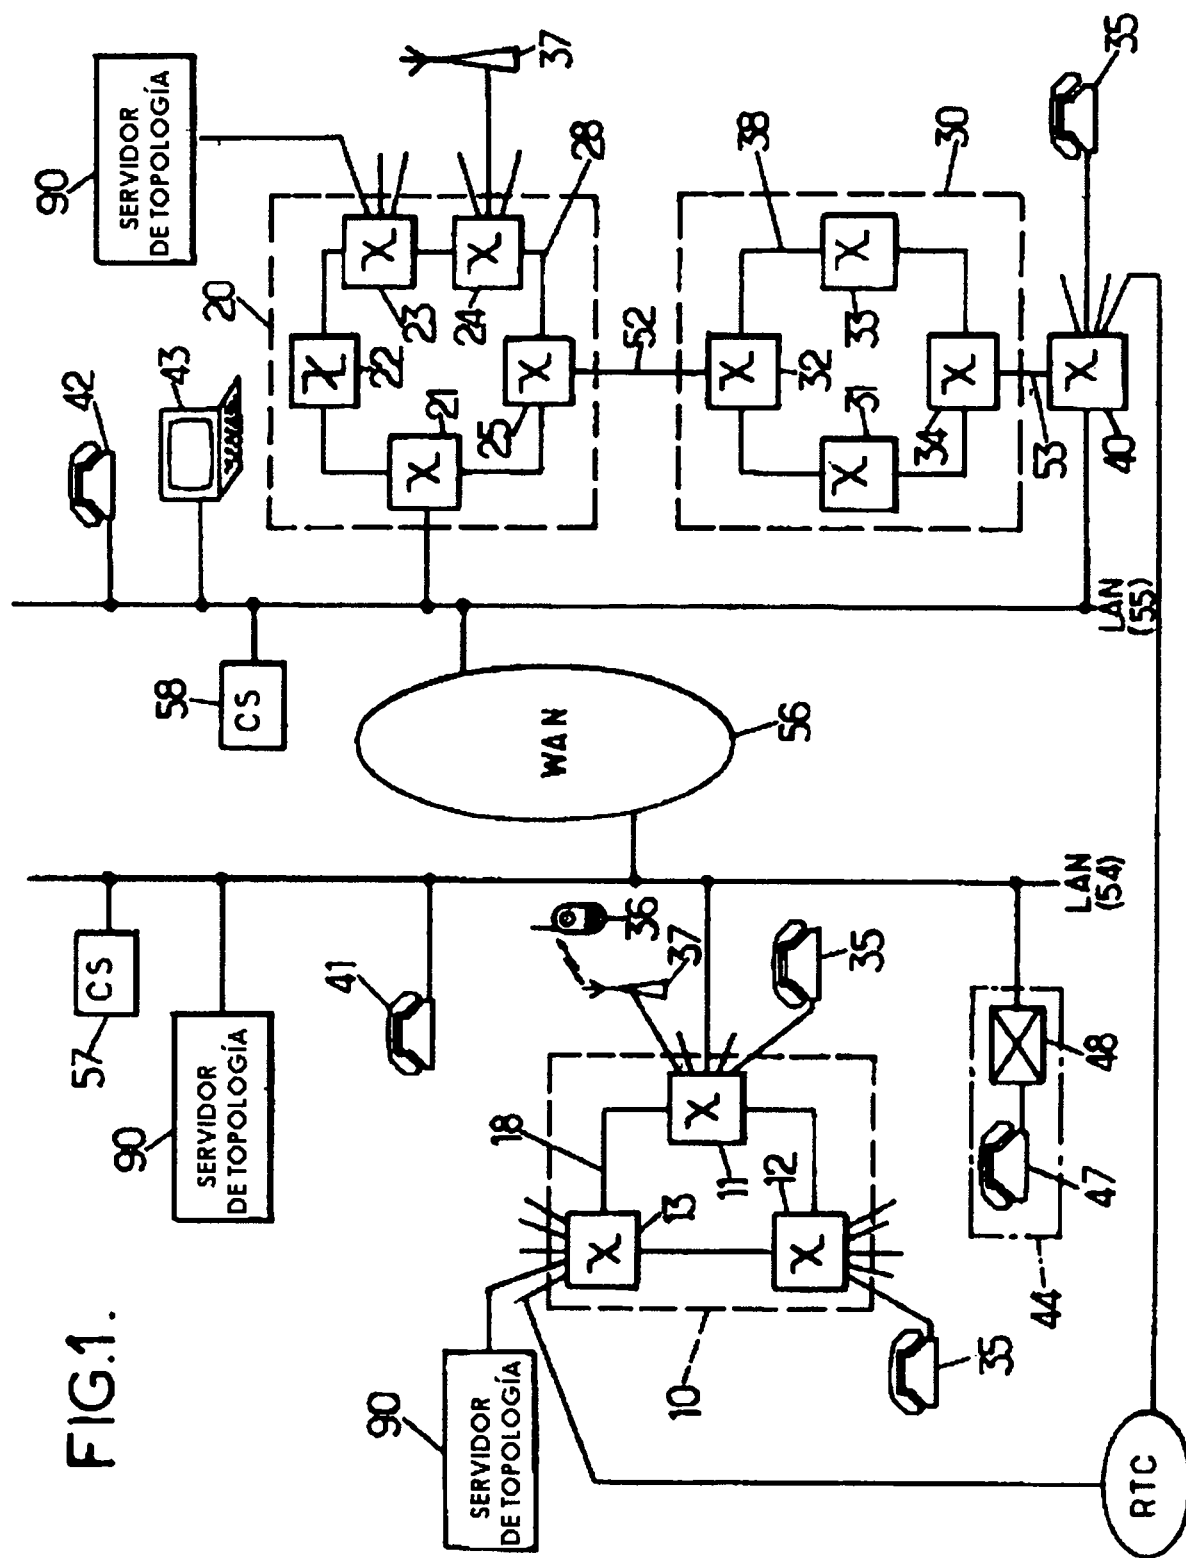 FIG.1.
90
SERVIDOR
DE TOPOLOGÍA
90
SERVIDOR
DE TOPOLOGÍA
57
CS
58
CS
42
43
90
SERVIDOR
DE TOPOLOGÍA
41
20
χ
22
χ
23
χ
21
χ
24
χ
25
28
37
18
χ
13
χ
11
χ
12
10
36
37
35
35
WAN
56
52
χ
32
38
χ
31
χ
33
χ
34
30
53
χ
40
35
44
47
48
LAN
(54)
LAN
(55)
RTC